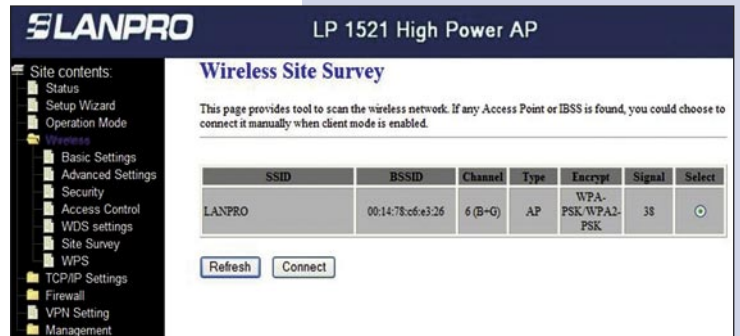 LANPRO
LP 1521 High Power AP
Site contents:
Status
Setup Wizard
Operation Mode
Wireless
Basic Settings
Advanced Settings
Security
Access Control
WDS settings
Site Survey
WPS
TCP/IP Settings
Firewall
VPN Setting
Management
Wireless Site Survey
This page provides tool to scan the wireless network. If any Access Point or IBSS is found, you could choose to
connect it manually when client mode is enabled.
SSID BSSID Channel Type Encrypt Signal Select
LANPRO 00:14:78:c6:e3:26 6 (B+G) AP WPA-PSK/WPA2-PSK 38
Refresh Connect